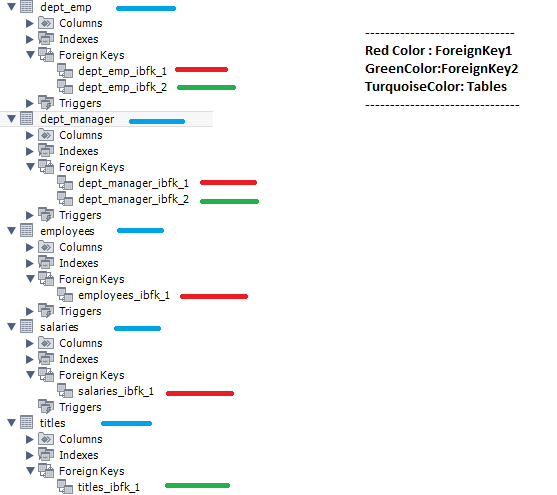 dept_emp
Columns
Indexes
Foreign Keys
dept_emp_ibfk_1
dept_emp_ibfk_2
Triggers
dept_manager
Columns
Indexes
Foreign Keys
dept_manager_ibfk_1
dept_manager_ibfk_2
Triggers
employees
Columns
Indexes
Foreign Keys
employees_ibfk_1
Triggers
salaries
Columns
Indexes
Foreign Keys
salaries_ibfk_1
Triggers
titles
Columns
Indexes
Foreign Keys
titles_ibfk_1
-----------------------------
Red Color : ForeignKey1
GreenColor:ForeignKey2
TurquoiseColor: Tables
------------------------------